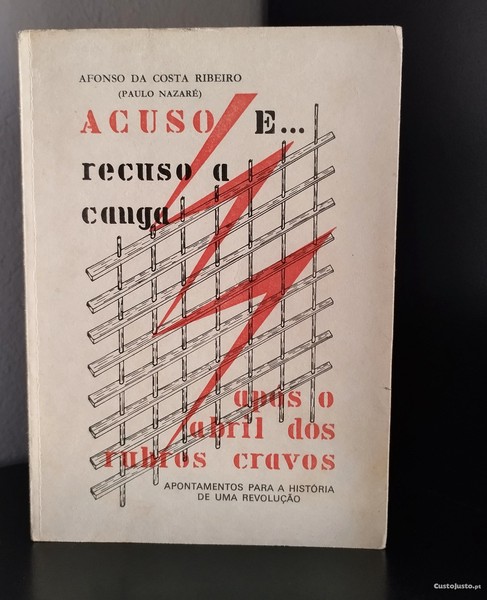 AFONSO DA COSTA RIBEIRO
(PAULO NAZARÉ)
ACUSO E...
recuso a
canga
após o
abril dos
rubros cravos
APONTAMENTOS PARA A HISTÓRIA
DE UMA REVOLUÇÃO
CustoJusto.pt